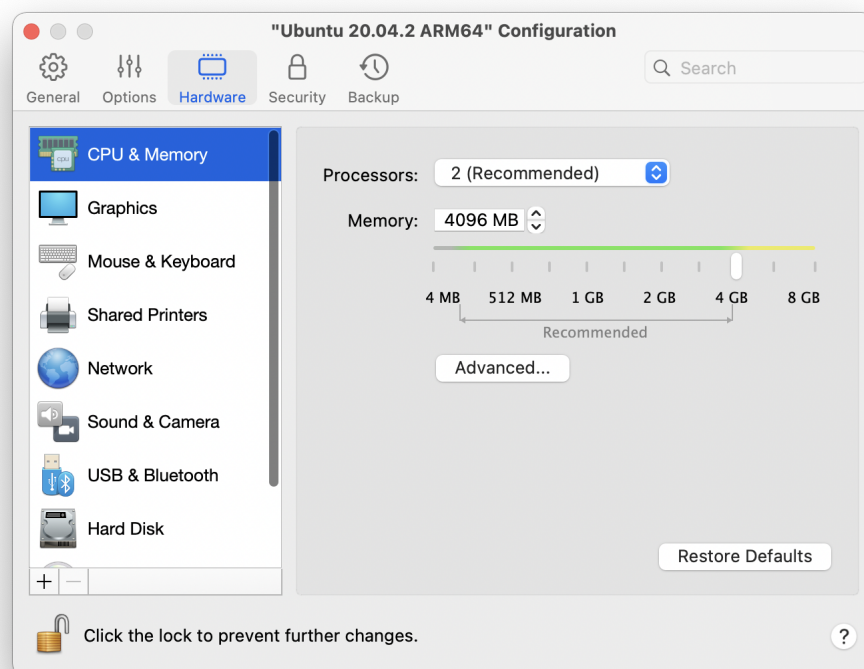 "Ubuntu 20.04.2 ARM64" Configuration
General Options Hardware Security Backup
Search
CPU & Memory
Graphics
Mouse & Keyboard
Shared Printers
Network
Sound & Camera
USB & Bluetooth
Hard Disk
Processors: 2 (Recommended)
Memory: 4096 MB
4 MB 512 MB 1 GB 2 GB 4 GB 8 GB
Recommended
Advanced...
Restore Defaults
+ −
Click the lock to prevent further changes.
?